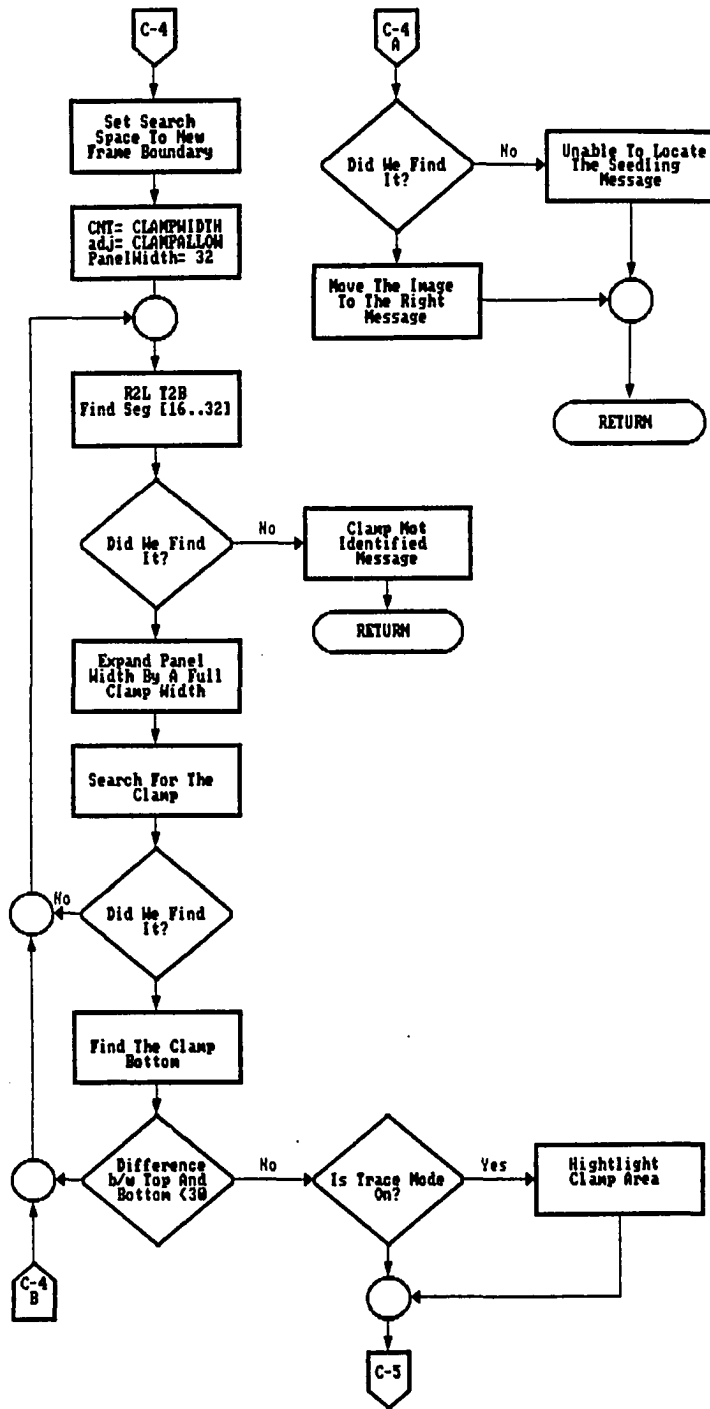 C-4
Set Search
Space To New
Frame Boundary
CNT= CLAMPWIDTH
adj= CLAMPALLOW
PanelWidth= 32
R2L T2B
Find Seg [16..32]
Did We Find
It?
No
Clamp Not
Identified
Message
RETURN
Expand Panel
Width By A Full
Clamp Width
Search For The
Clamp
Did We Find
It?
No
Find The Clamp
Bottom
Difference
b/w Top And
Bottom <30
No
Is Trace Mode
On?
Yes
Hightlight
Clamp Area
C-4
B
C-5
C-4
A
Did We Find
It?
No
Unable To Locate
The Seedling
Message
Move The Image
To The Right
Message
RETURN